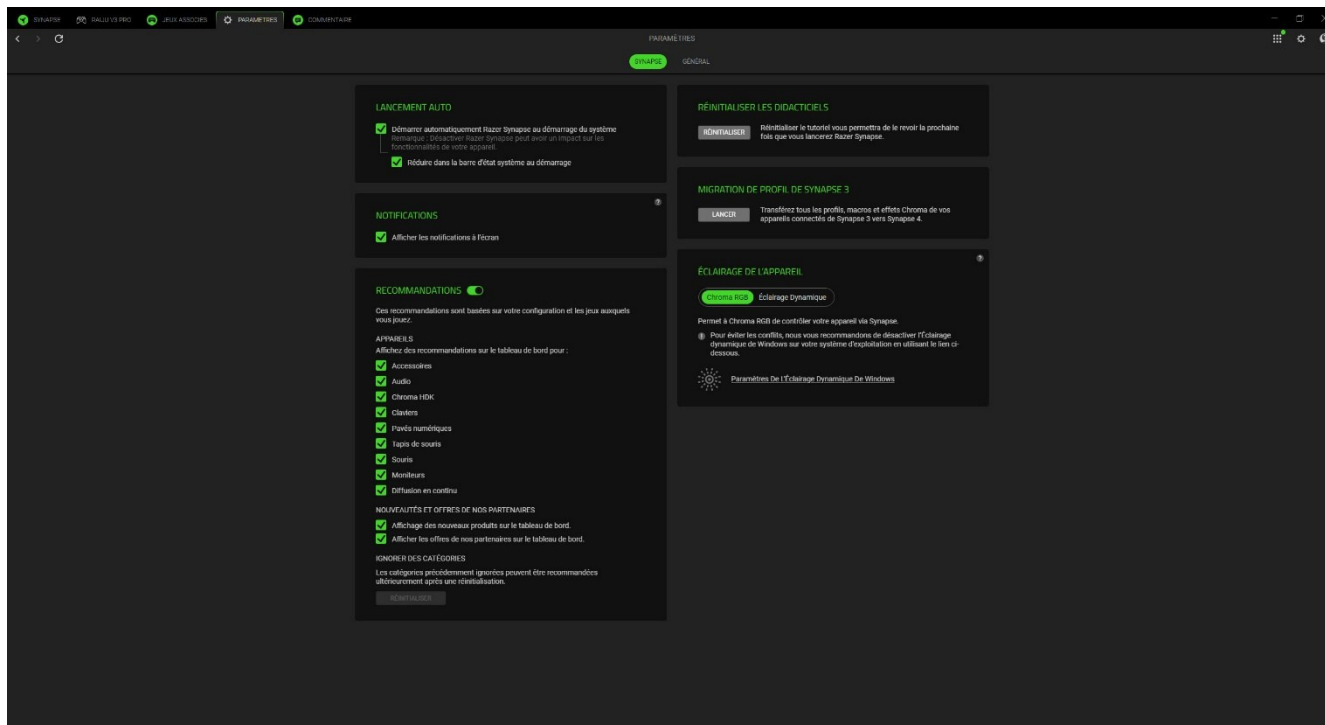 SYNAPSE
RAIJU V3 PRO
JEUX ASSOCIÉS
PARAMÈTRES
COMMENTAIRE
PARAMÈTRES
SYNAPSE
GÉNÉRAL
LANCEMENT AUTO
Démarrer automatiquement Razer Synapse au démarrage du système
Remarque : Désactiver Razer Synapse peut avoir un impact sur les
fonctionnalités de votre appareil.
Réduire dans la barre d'état système au démarrage
NOTIFICATIONS
Afficher les notifications à l'écran
RECOMMANDATIONS
Ces recommandations sont basées sur votre configuration et les jeux auxquels
vous jouez.
APPAREILS
Affichez des recommandations sur le tableau de bord pour :
Accessoires
Audio
Chroma HDK
Claviers
Pavés numériques
Tapis de souris
Souris
Moniteurs
Diffusion en continu
NOUVEAUTÉS ET OFFRES DE NOS PARTENAIRES
Affichage des nouveaux produits sur le tableau de bord.
Afficher les offres de nos partenaires sur le tableau de bord.
IGNORER DES CATÉGORIES
Les catégories précédemment ignorées peuvent être recommandées
ultérieurement après une réinitialisation.
RÉINITIALISER
RÉINITIALISER LES DIDACTICIELS
RÉINITIALISER
Réinitialiser le tutoriel vous permettra de le revoir la prochaine
fois que vous lancerez Razer Synapse.
MIGRATION DE PROFIL DE SYNAPSE 3
LANCER
Transférez tous les profils, macros et effets Chroma de vos
appareils connectés de Synapse 3 vers Synapse 4.
ÉCLAIRAGE DE L'APPAREIL
Chroma RGB
Éclairage Dynamique
Permet à Chroma RGB de contrôler votre appareil via Synapse.
Pour éviter les conflits, nous vous recommandons de désactiver l'Éclairage
dynamique de Windows sur votre système d'exploitation en utilisant le lien ci-
dessous.
Paramètres De L'Éclairage Dynamique De Windows